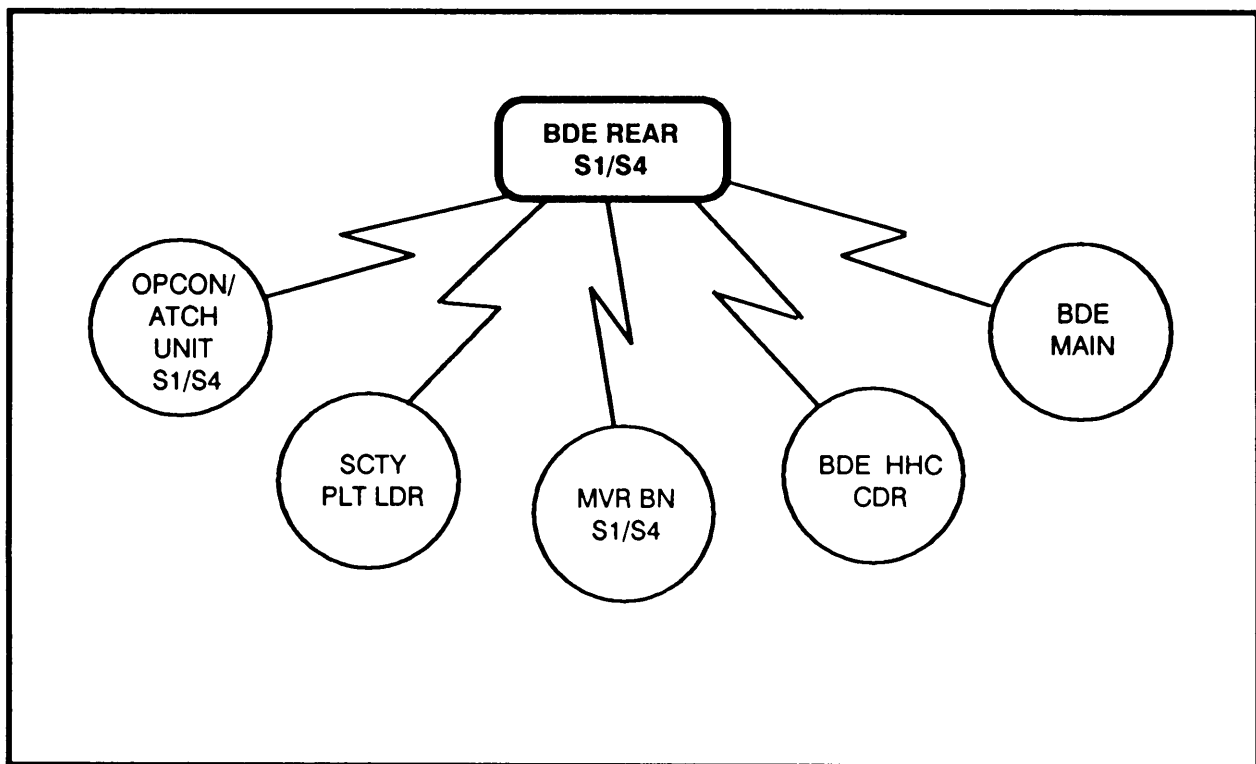 BDE REAR
S1/S4
OPCON/
ATCH
UNIT
S1/S4
SCTY
PLT LDR
MVR BN
S1/S4
BDE HHC
CDR
BDE
MAIN